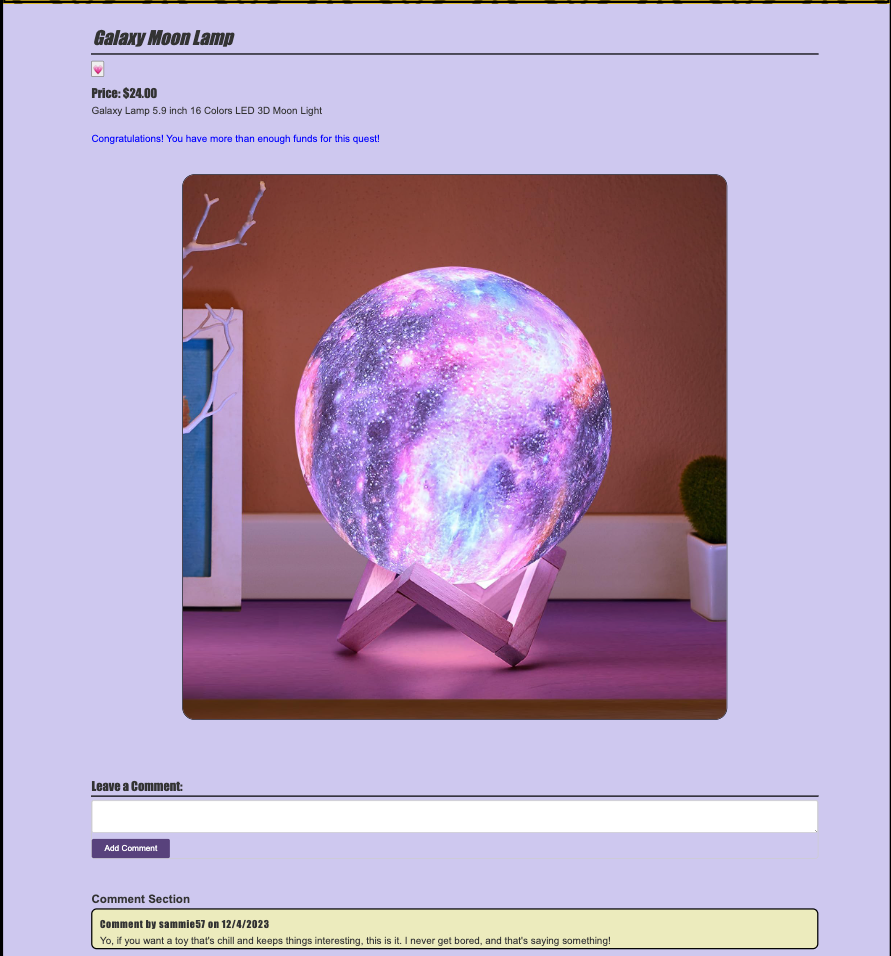 Galaxy Moon Lamp
Price: $24.00
Galaxy Lamp 5.9 inch 16 Colors LED 3D Moon Light
Congratulations! You have more than enough funds for this quest!
Leave a Comment:
Add Comment
Comment Section
Comment by sammie57 on 12/4/2023
Yo, if you want a toy that's chill and keeps things interesting, this is it. I never get bored, and that's saying something!